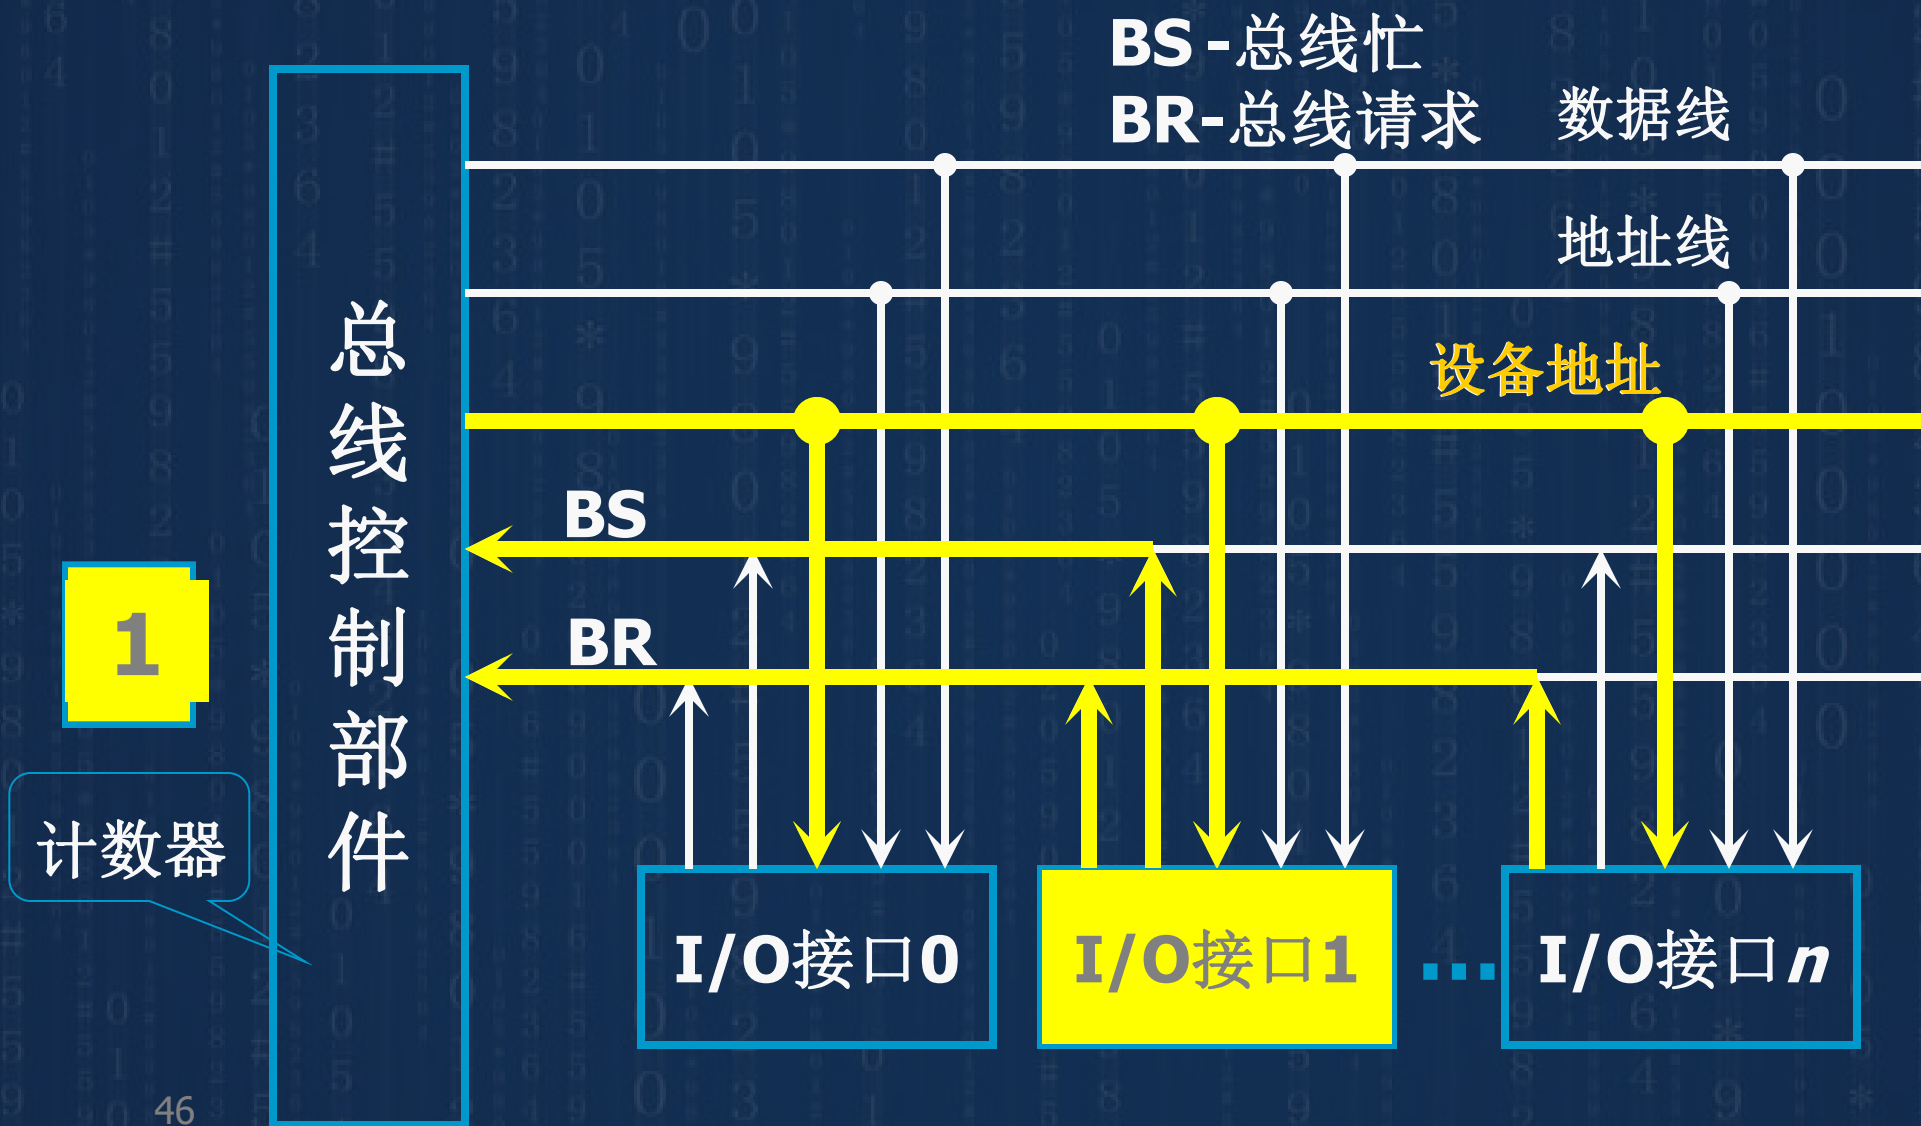 BS-总线忙
BR-总线请求
数据线
地址线
设备地址
BS
BR
总线控制部件
1
计数器
I/O接口0
I/O接口1
...
I/O接口n
46